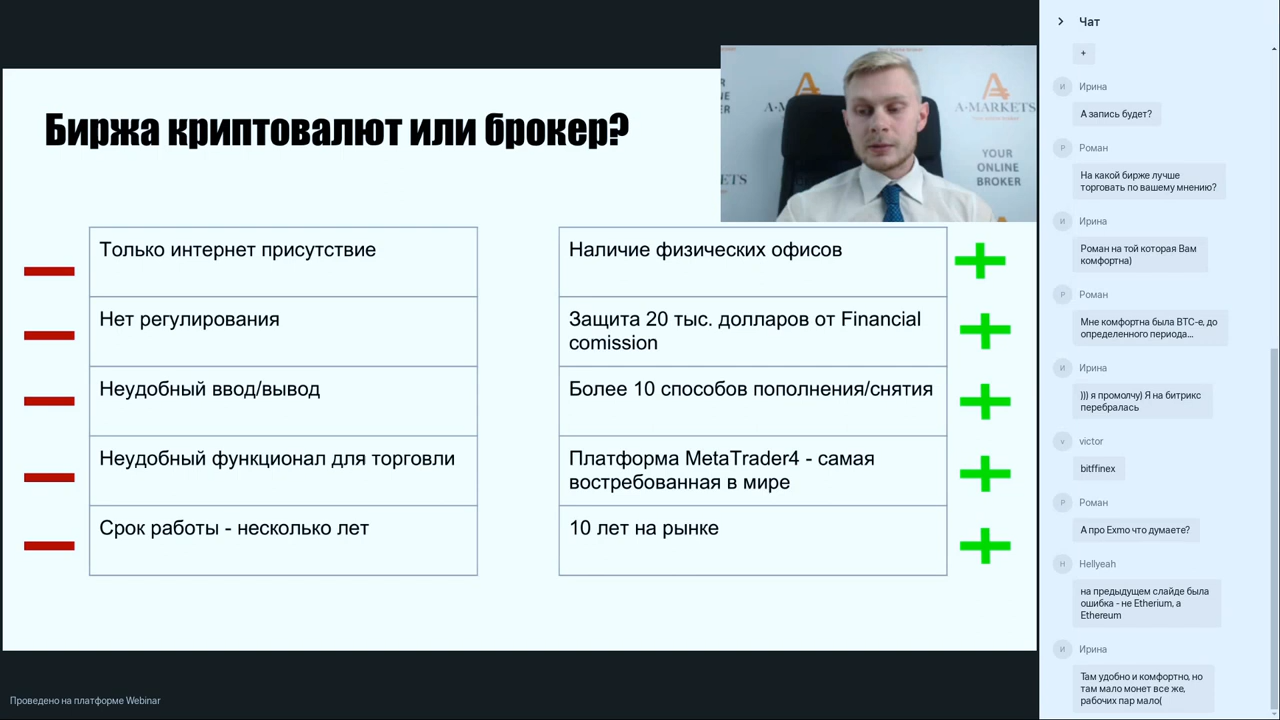 Биржа криптовалют или брокер?
A·MARKETS
YOUR
ONLINE
BROKER
Только интернет присутствие
Нет регулирования
Неудобный ввод/вывод
Неудобный функционал для торговли
Срок работы - несколько лет
Наличие физических офисов
Защита 20 тыс. долларов от Financial
comission
Более 10 способов пополнения/снятия
Платформа MetaTrader4 - самая
востребованная в мире
10 лет на рынке
Проведено на платформе Webinar
Чат
+
И Ирина
А запись будет?
Р Роман
На какой бирже лучше
торговать по вашему мнению?
И Ирина
Роман на той которая Вам
комфортна)
Р Роман
Мне комфортна была BTC-e, до
определенного периода...
И Ирина
))) я промолчу) Я на битрикс
перебралась
v victor
bitffinex
Р Роман
А про Exmo что думаете?
H Hellyeah
на предыдущем слайде была
ошибка - не Etherium, а
Ethereum
И Ирина
Там удобно и комфортно, но
там мало монет все же,
рабочих пар мало(